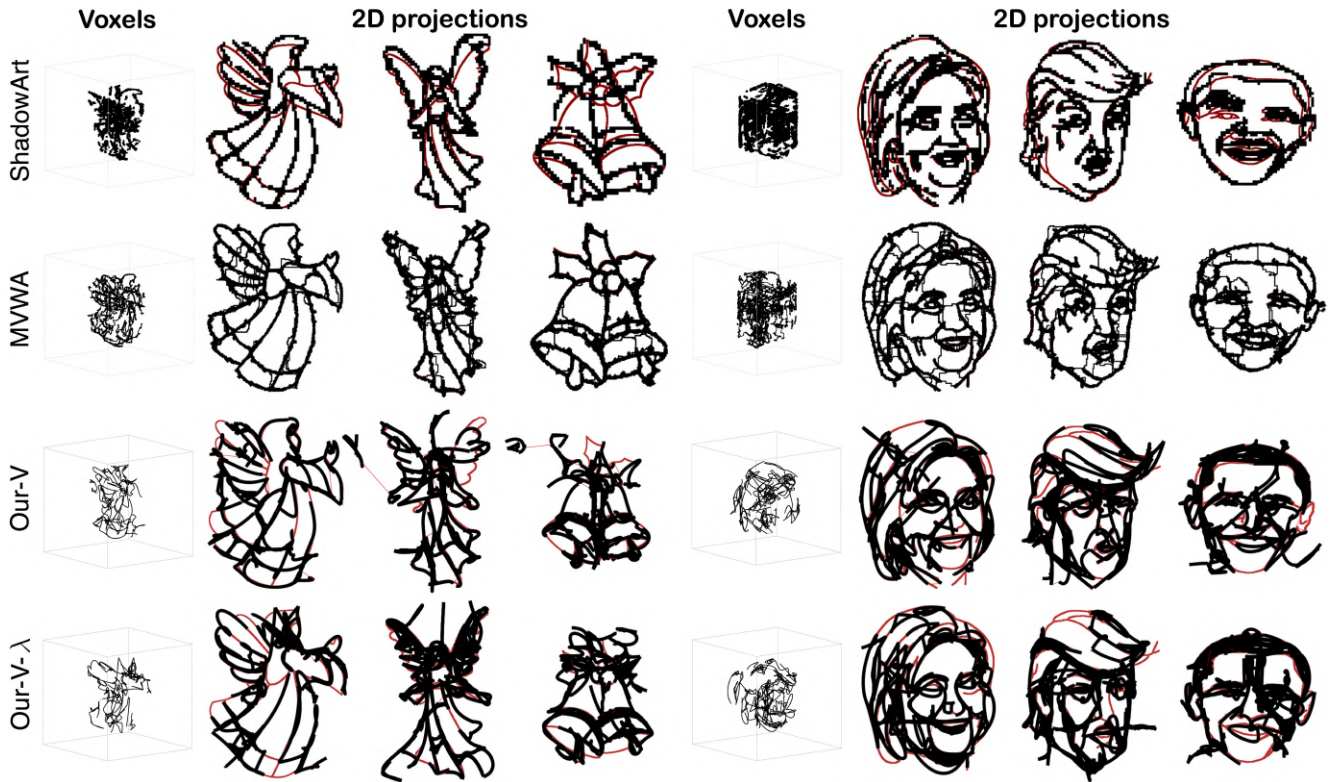 Voxels 2D projections Voxels 2D projections
ShadowArt
MVWA
Our-V
Our-V- λ